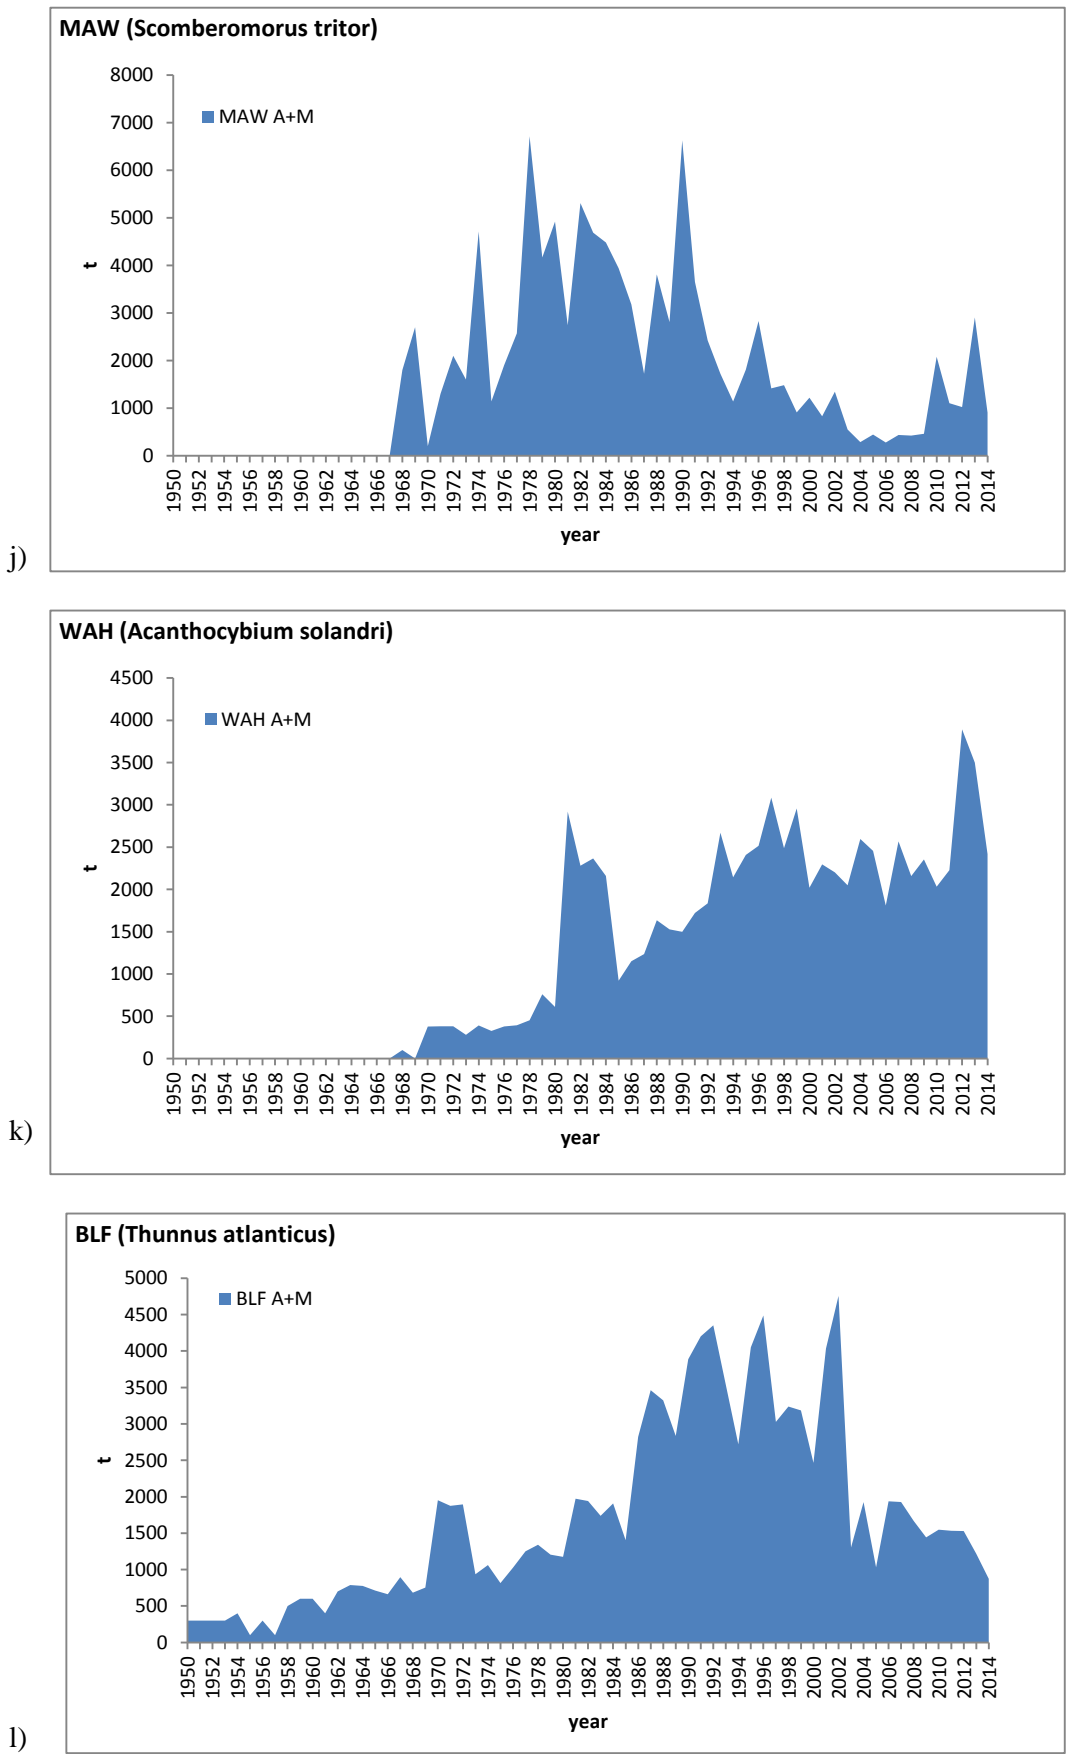 MAW (Scomberomorus tritor)
8000
7000
6000
5000
4000
3000
2000
1000
0
t
MAW A+M
1950 1952 1954 1956 1958 1960 1962 1964 1966 1968 1970 1972 1974 1976 1978 1980 1982 1984 1986 1988 1990 1992 1994 1996 1998 2000 2002 2004 2006 2008 2010 2012 2014
year
j)
WAH (Acanthocybium solandri)
4500
4000
3500
3000
2500
2000
1500
1000
500
0
t
WAH A+M
1950 1952 1954 1956 1958 1960 1962 1964 1966 1968 1970 1972 1974 1976 1978 1980 1982 1984 1986 1988 1990 1992 1994 1996 1998 2000 2002 2004 2006 2008 2010 2012 2014
year
k)
BLF (Thunnus atlanticus)
5000
4500
4000
3500
3000
2500
2000
1500
1000
500
0
t
BLF A+M
1950 1952 1954 1956 1958 1960 1962 1964 1966 1968 1970 1972 1974 1976 1978 1980 1982 1984 1986 1988 1990 1992 1994 1996 1998 2000 2002 2004 2006 2008 2010 2012 2014
year
l)